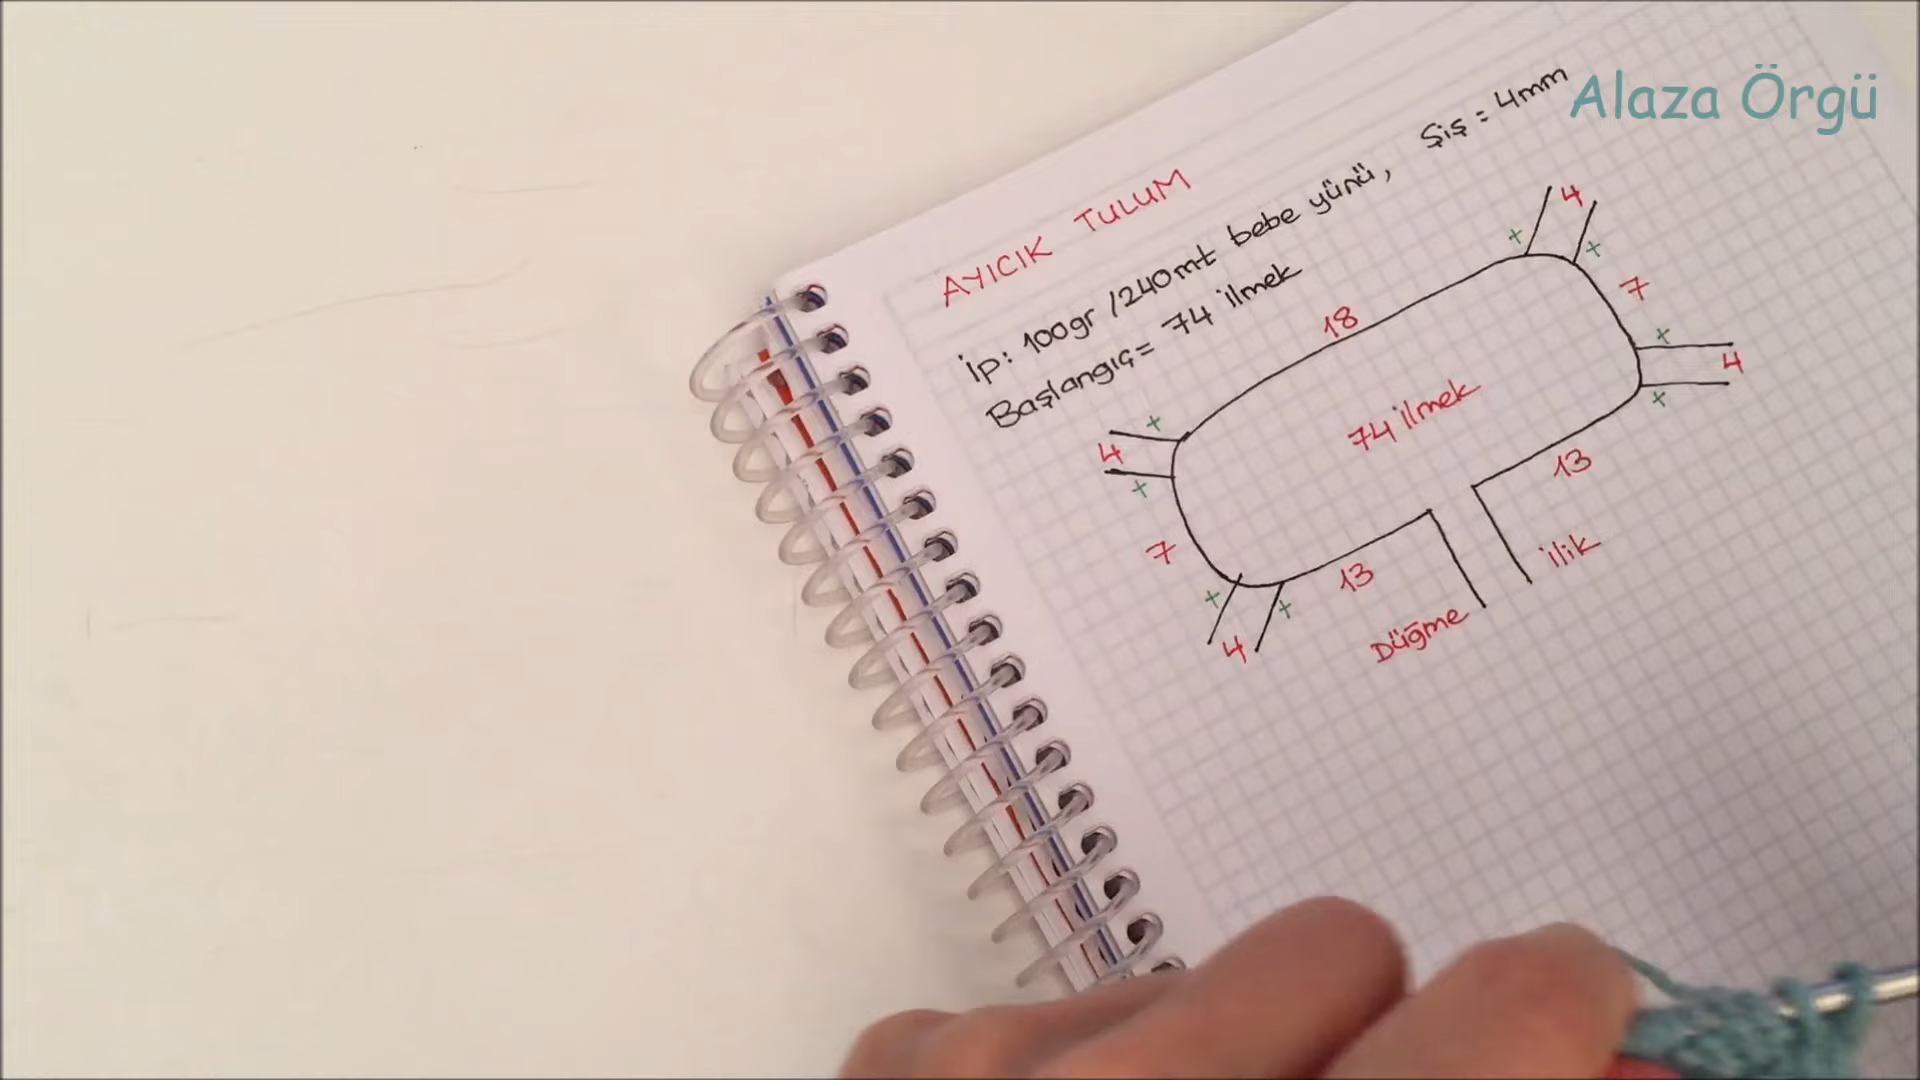 Alaza Örgü
AYICIK TULUM
İp: 100gr /240mt bebe yünü, Şiş = 4mm
Başlangıç = 74 ilmek
4
+ +
7
18
+
4
+
74 ilmek
+
4
+
13
7
13
ilik
+ +
4
Düğme